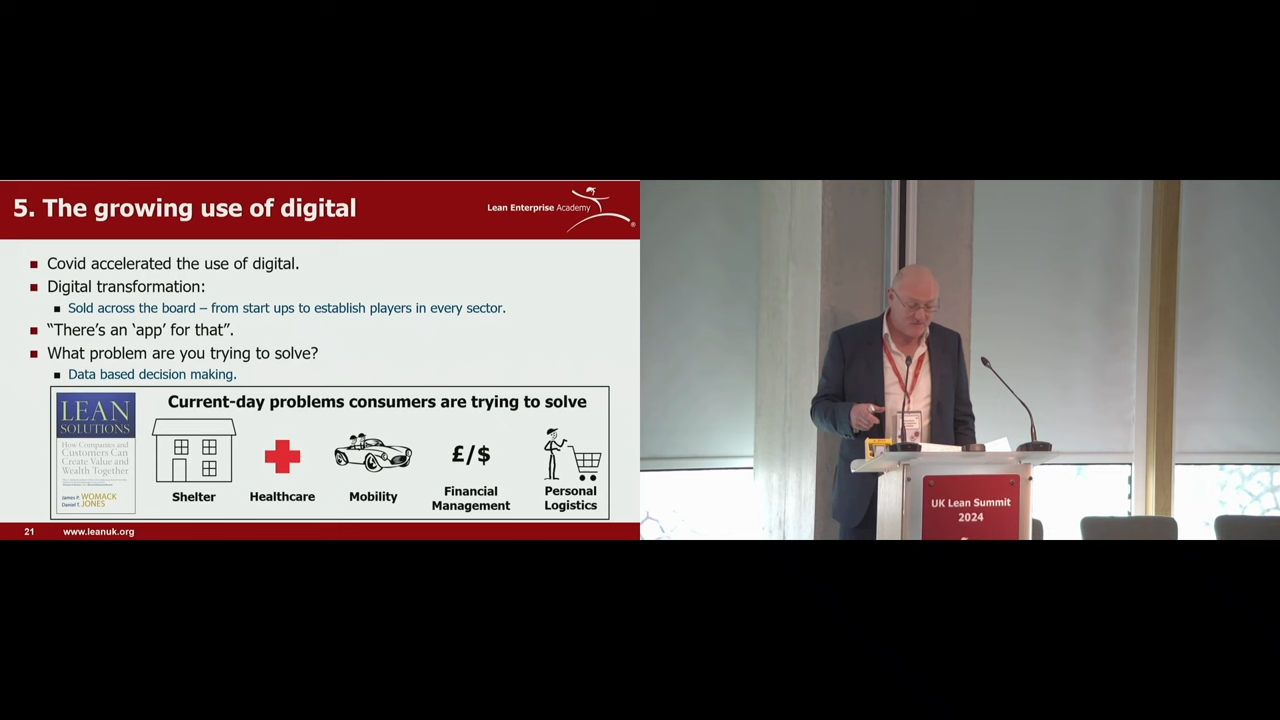 5. The growing use of digital
Lean Enterprise Academy
®
Covid accelerated the use of digital.
Digital transformation:
Sold across the board – from start ups to establish players in every sector.
“There’s an ‘app’ for that”.
What problem are you trying to solve?
Data based decision making.
Current-day problems consumers are trying to solve
LEAN
SOLUTIONS
How Companies and
Customers Can
Create Value and
Wealth Together
James P. WOMACK
Daniel T. JONES
£/$
Shelter
Healthcare
Mobility
Financial
Management
Personal
Logistics
21
www.leanuk.org
UK Lean Summit
2024